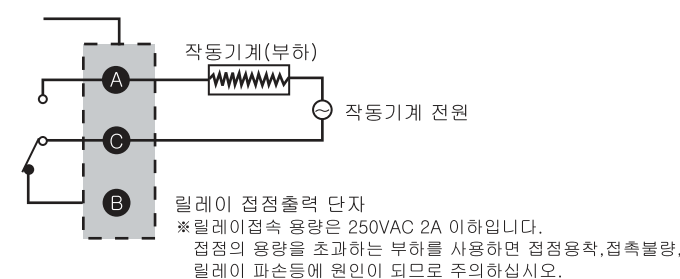 작동기계(부하)
A
작동기계 전원
C
B
릴레이 접점출력 단자
※릴레이접속 용량은 250VAC 2A 이하입니다.
접점의 용량을 초과하는 부하를 사용하면 접점용착,접촉불량,
릴레이 파손등에 원인이 되므로 주의하십시오.